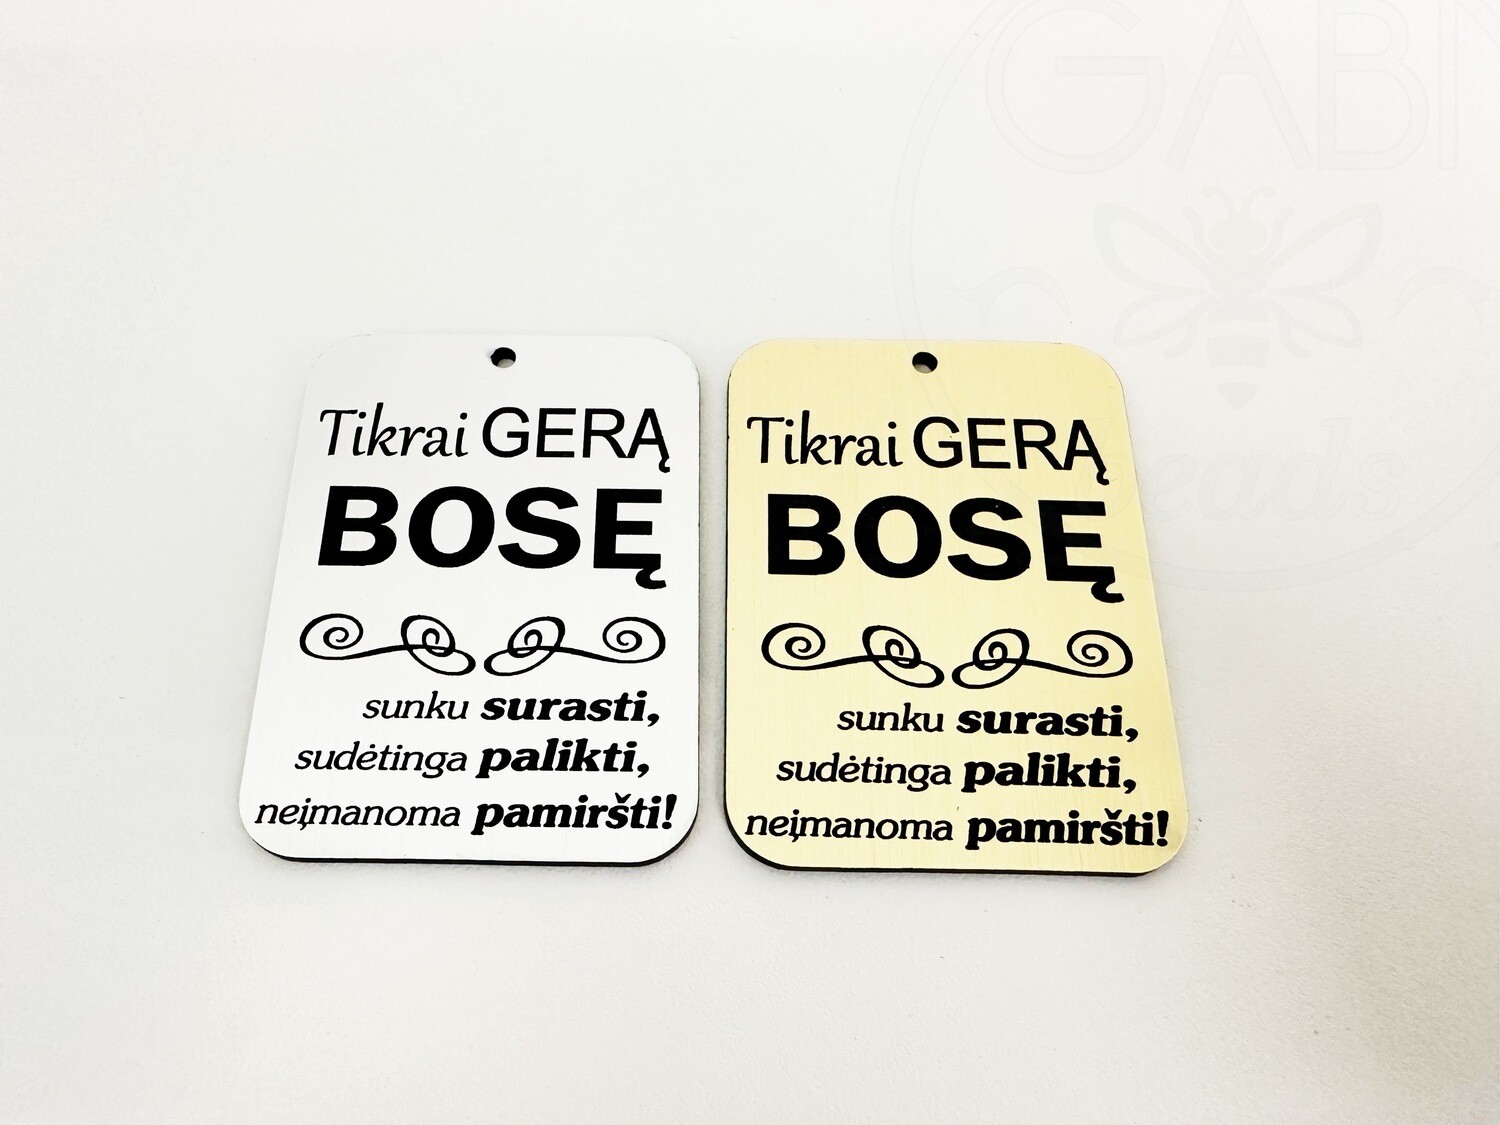 Tikrai GERĄ
BOSĘ
sunku surasti,
sudėtinga palikti,
neįmanoma pamiršti!
Tikrai GERĄ
BOSĘ
sunku surasti,
sudėtinga palikti,
neįmanoma pamiršti!